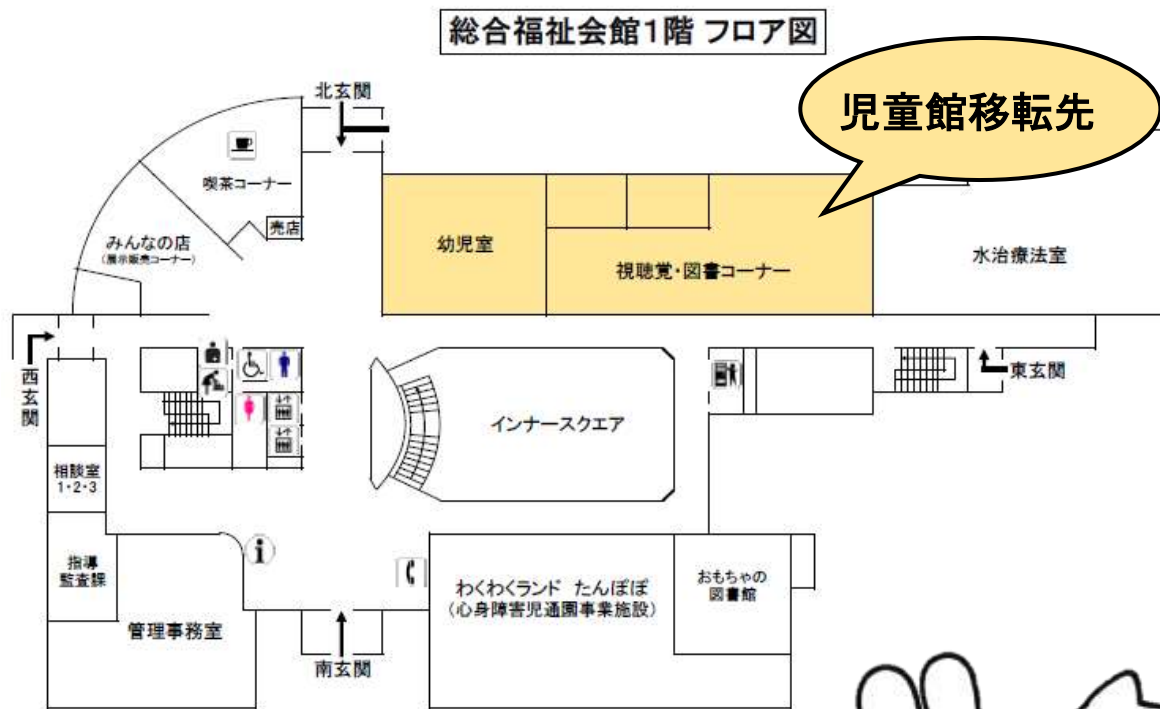 総合福祉会館1階 フロア図
児童館移転先
北玄関
喫茶コーナー
売店
みんなの店
(展示販売コーナー)
幼児室
視聴覚・図書コーナー
水治療法室
西玄関
東玄関
インナースクエア
相談室
1・2・3
指導
監査課
管理事務室
i
南玄関
わくわくランド たんぽぽ
(心身障害児通園事業施設)
おもちゃの
図書館